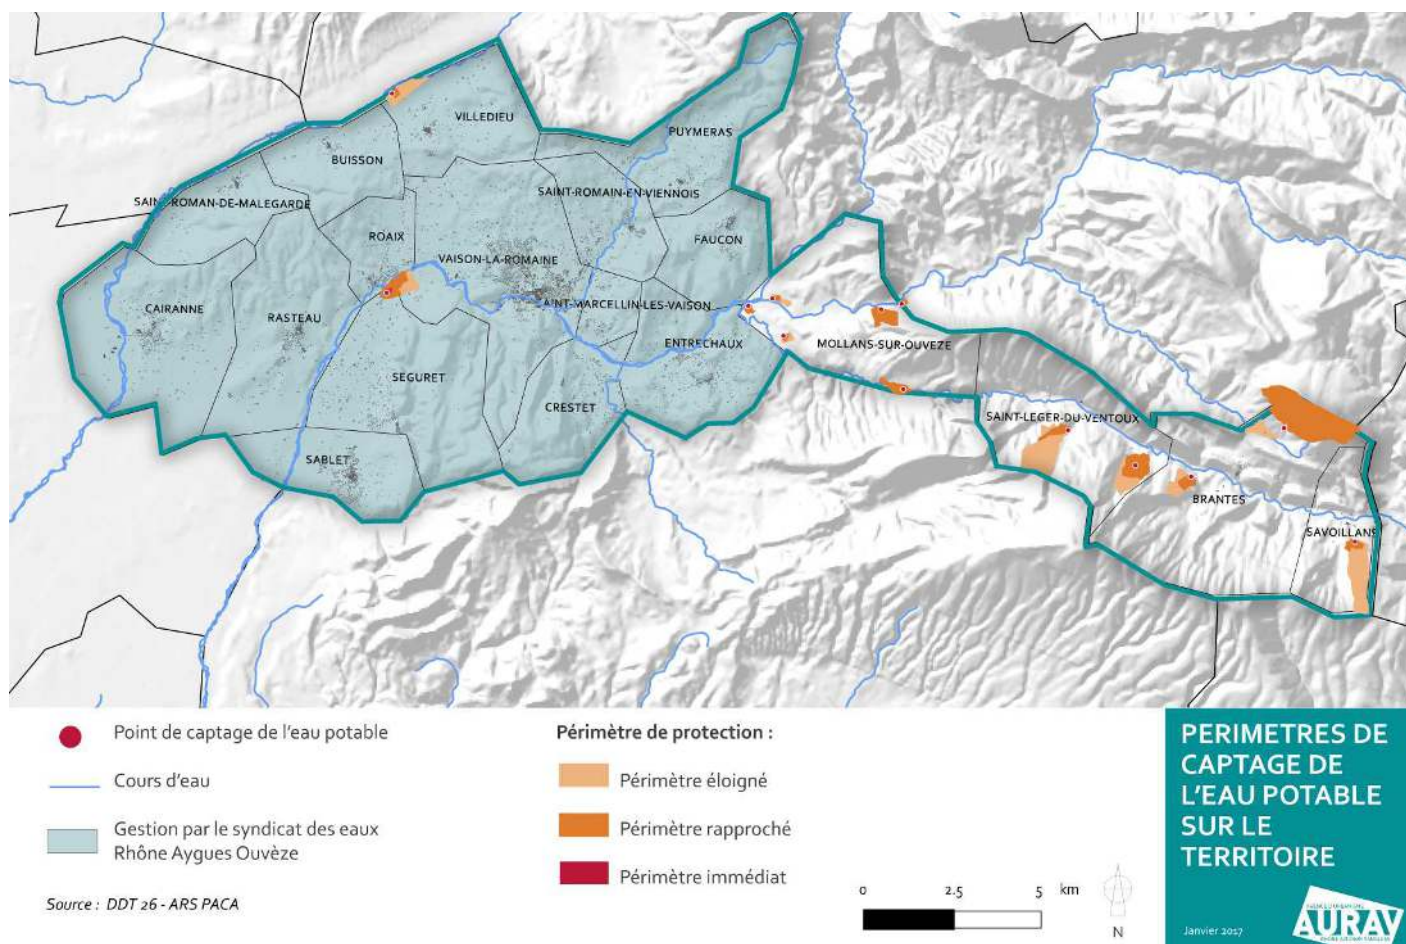 VILLEDIEU
PUYMERAS
BUISSON
SAINT-ROMAN-DE-MALEGARDE
SAINT-ROMAIN-EN-VIENNOIS
ROAIX
FAUCON
VAISON-LA-ROMAINE
CAIRANNE
RASTEAU
AINT-MARCELLIN-LES-VAISON
ENTRECHAUX
MOLLANS-SUR-OUVEZE
SEGURET
CRESTET
SAINT-LEGER-DU-VENTOUX
SABLET
BRANTES
SAVOILLANS
Point de captage de l'eau potable
Cours d'eau
Gestion par le syndicat des eaux
Rhône Aygues Ouvèze
Source : DDT 26 - ARS PACA
Périmètre de protection :
Périmètre éloigné
Périmètre rapproché
Périmètre immédiat
0 2.5 5 km
N
PERIMETRES DE
CAPTAGE DE
L'EAU POTABLE
SUR LE
TERRITOIRE
Janvier 2017
AURAV